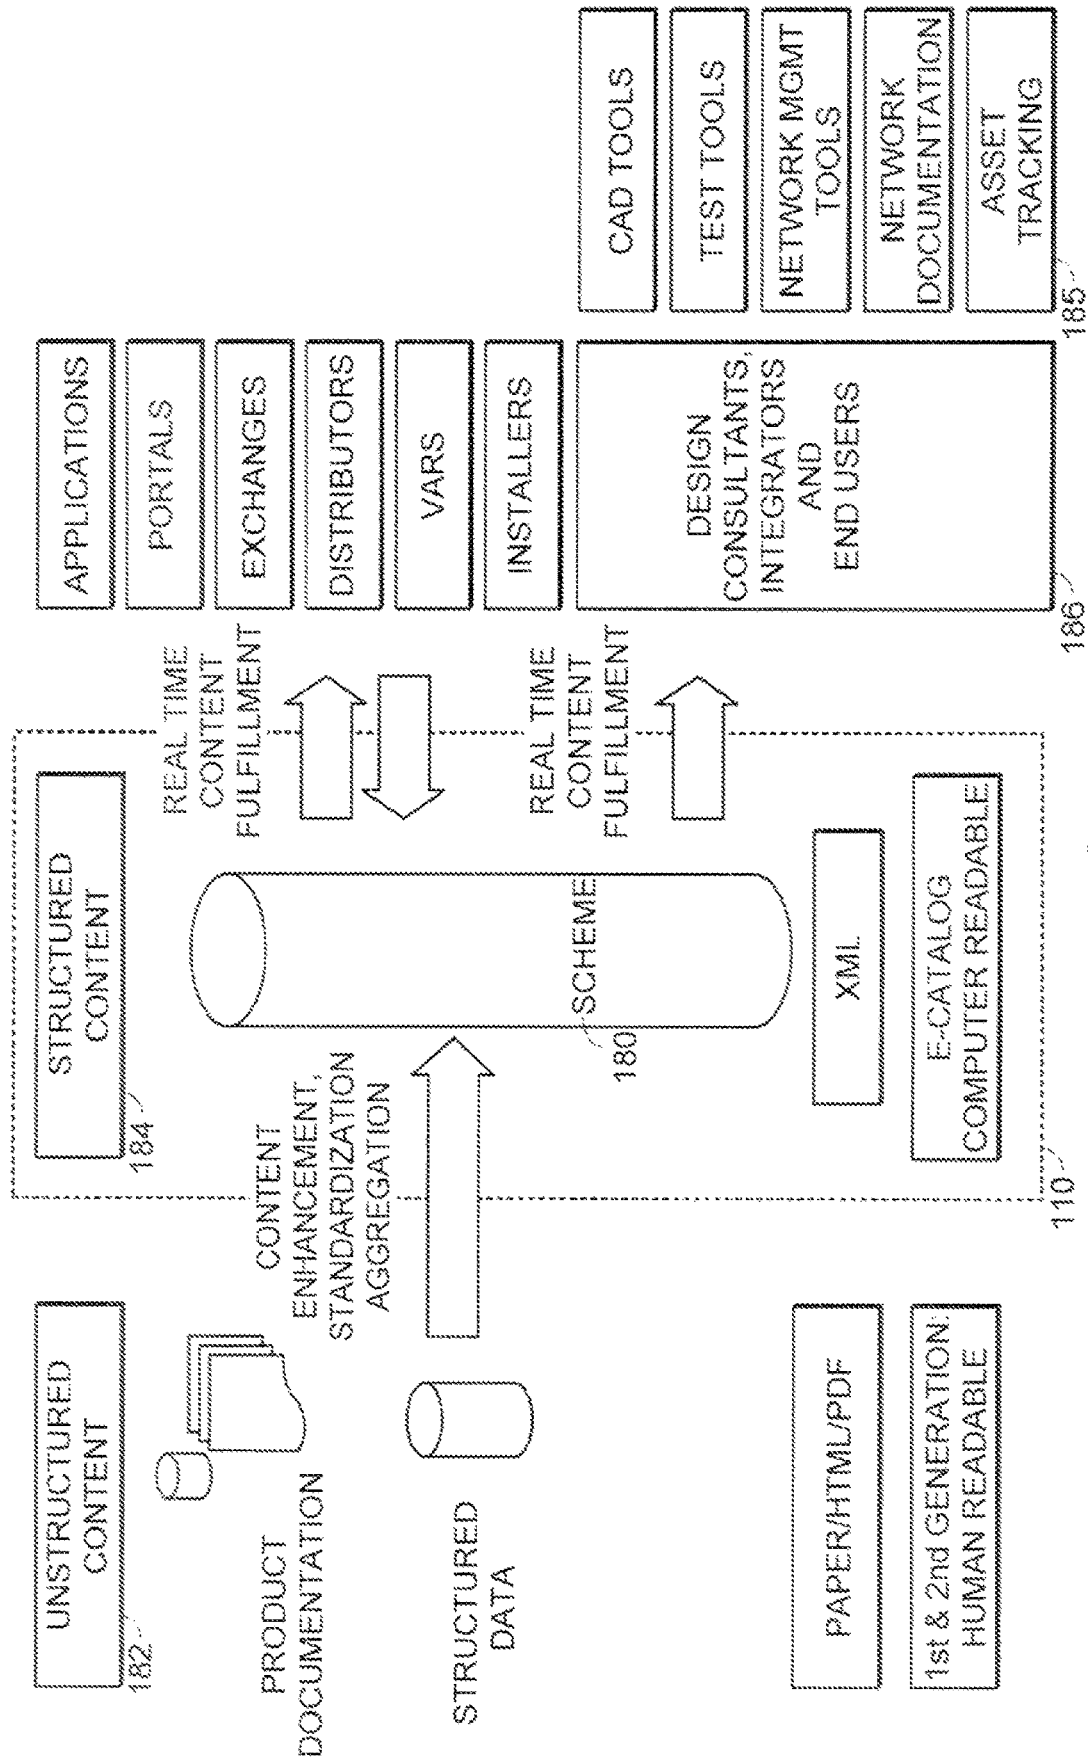 UNSTRUCTURED
CONTENT
182
PRODUCT
DOCUMENTATION
STRUCTURED
DATA
PAPER/HTML/PDF
1st & 2nd GENERATION:
HUMAN READABLE
CONTENT
ENHANCEMENT,
STANDARDIZATION
AGGREGATION
STRUCTURED
CONTENT
184
SCHEME
180
XML
E-CATALOG
COMPUTER READABLE
110
REAL TIME
CONTENT
FULFILLMENT
REAL TIME
CONTENT
FULFILLMENT
APPLICATIONS
PORTALS
EXCHANGES
DISTRIBUTORS
VARS
INSTALLERS
DESIGN
CONSULTANTS,
INTEGRATORS
AND
END USERS
186
CAD TOOLS
TEST TOOLS
NETWORK MGMT
TOOLS
NETWORK
DOCUMENTATION
ASSET
TRACKING
185